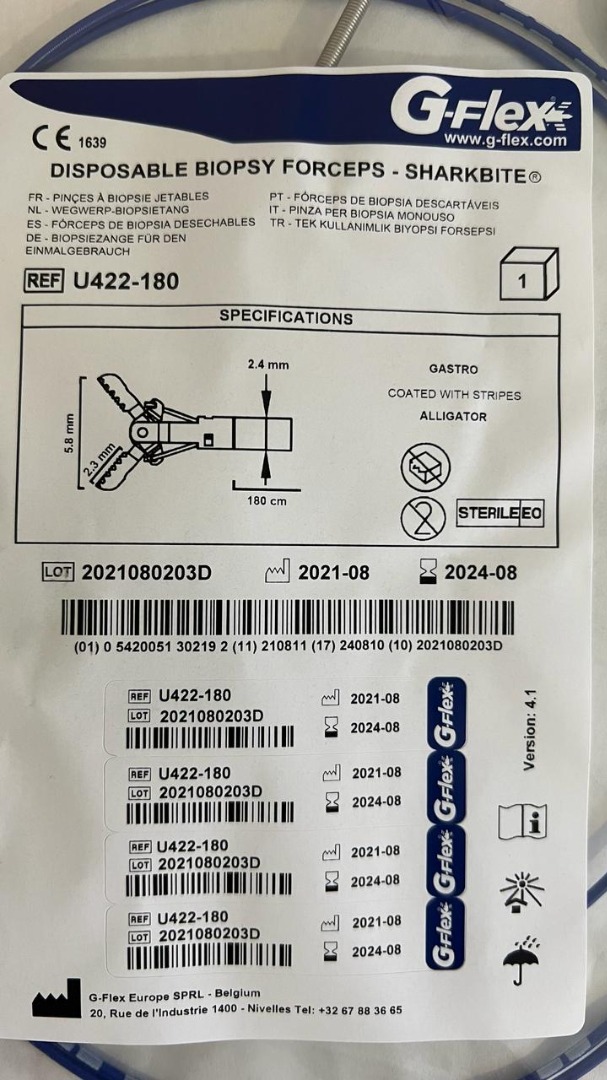 G-Flex
www.g-flex.com
CE 1639
DISPOSABLE BIOPSY FORCEPS - SHARKBITE®
FR - PINÇES À BIOPSIE JETABLES
NL - WEGWERP-BIOPSIETANG
ES - FÓRCEPS DE BIOPSIA DESECHABLES
DE - BIOPSIEZANGE FÜR DEN
EINMALGEBRAUCH
PT - FÓRCEPS DE BIOPSIA DESCARTÁVEIS
IT - PINZA PER BIOPSIA MONOUSO
TR - TEK KULLANIMLIK BIYOPSI FORSEPSI
REF U422-180
1
SPECIFICATIONS
2.4 mm
5.8 mm
2.3 mm
180 cm
GASTRO
COATED WITH STRIPES
ALLIGATOR
2
STERILE EO
LOT 2021080203D
2021-08
2024-08
(01) 0 5420051 30219 2 (11) 210811 (17) 240810 (10) 2021080203D
REF U422-180
LOT 2021080203D
2021-08
2024-08
G-Flex
REF U422-180
LOT 2021080203D
2021-08
2024-08
G-Flex
REF U422-180
LOT 2021080203D
2021-08
2024-08
G-Flex
REF U422-180
LOT 2021080203D
2021-08
2024-08
G-Flex
Version: 4.1
i
G-Flex Europe SPRL - Belgium
20, Rue de l'Industrie 1400 - Nivelles Tel: +32 67 88 36 65